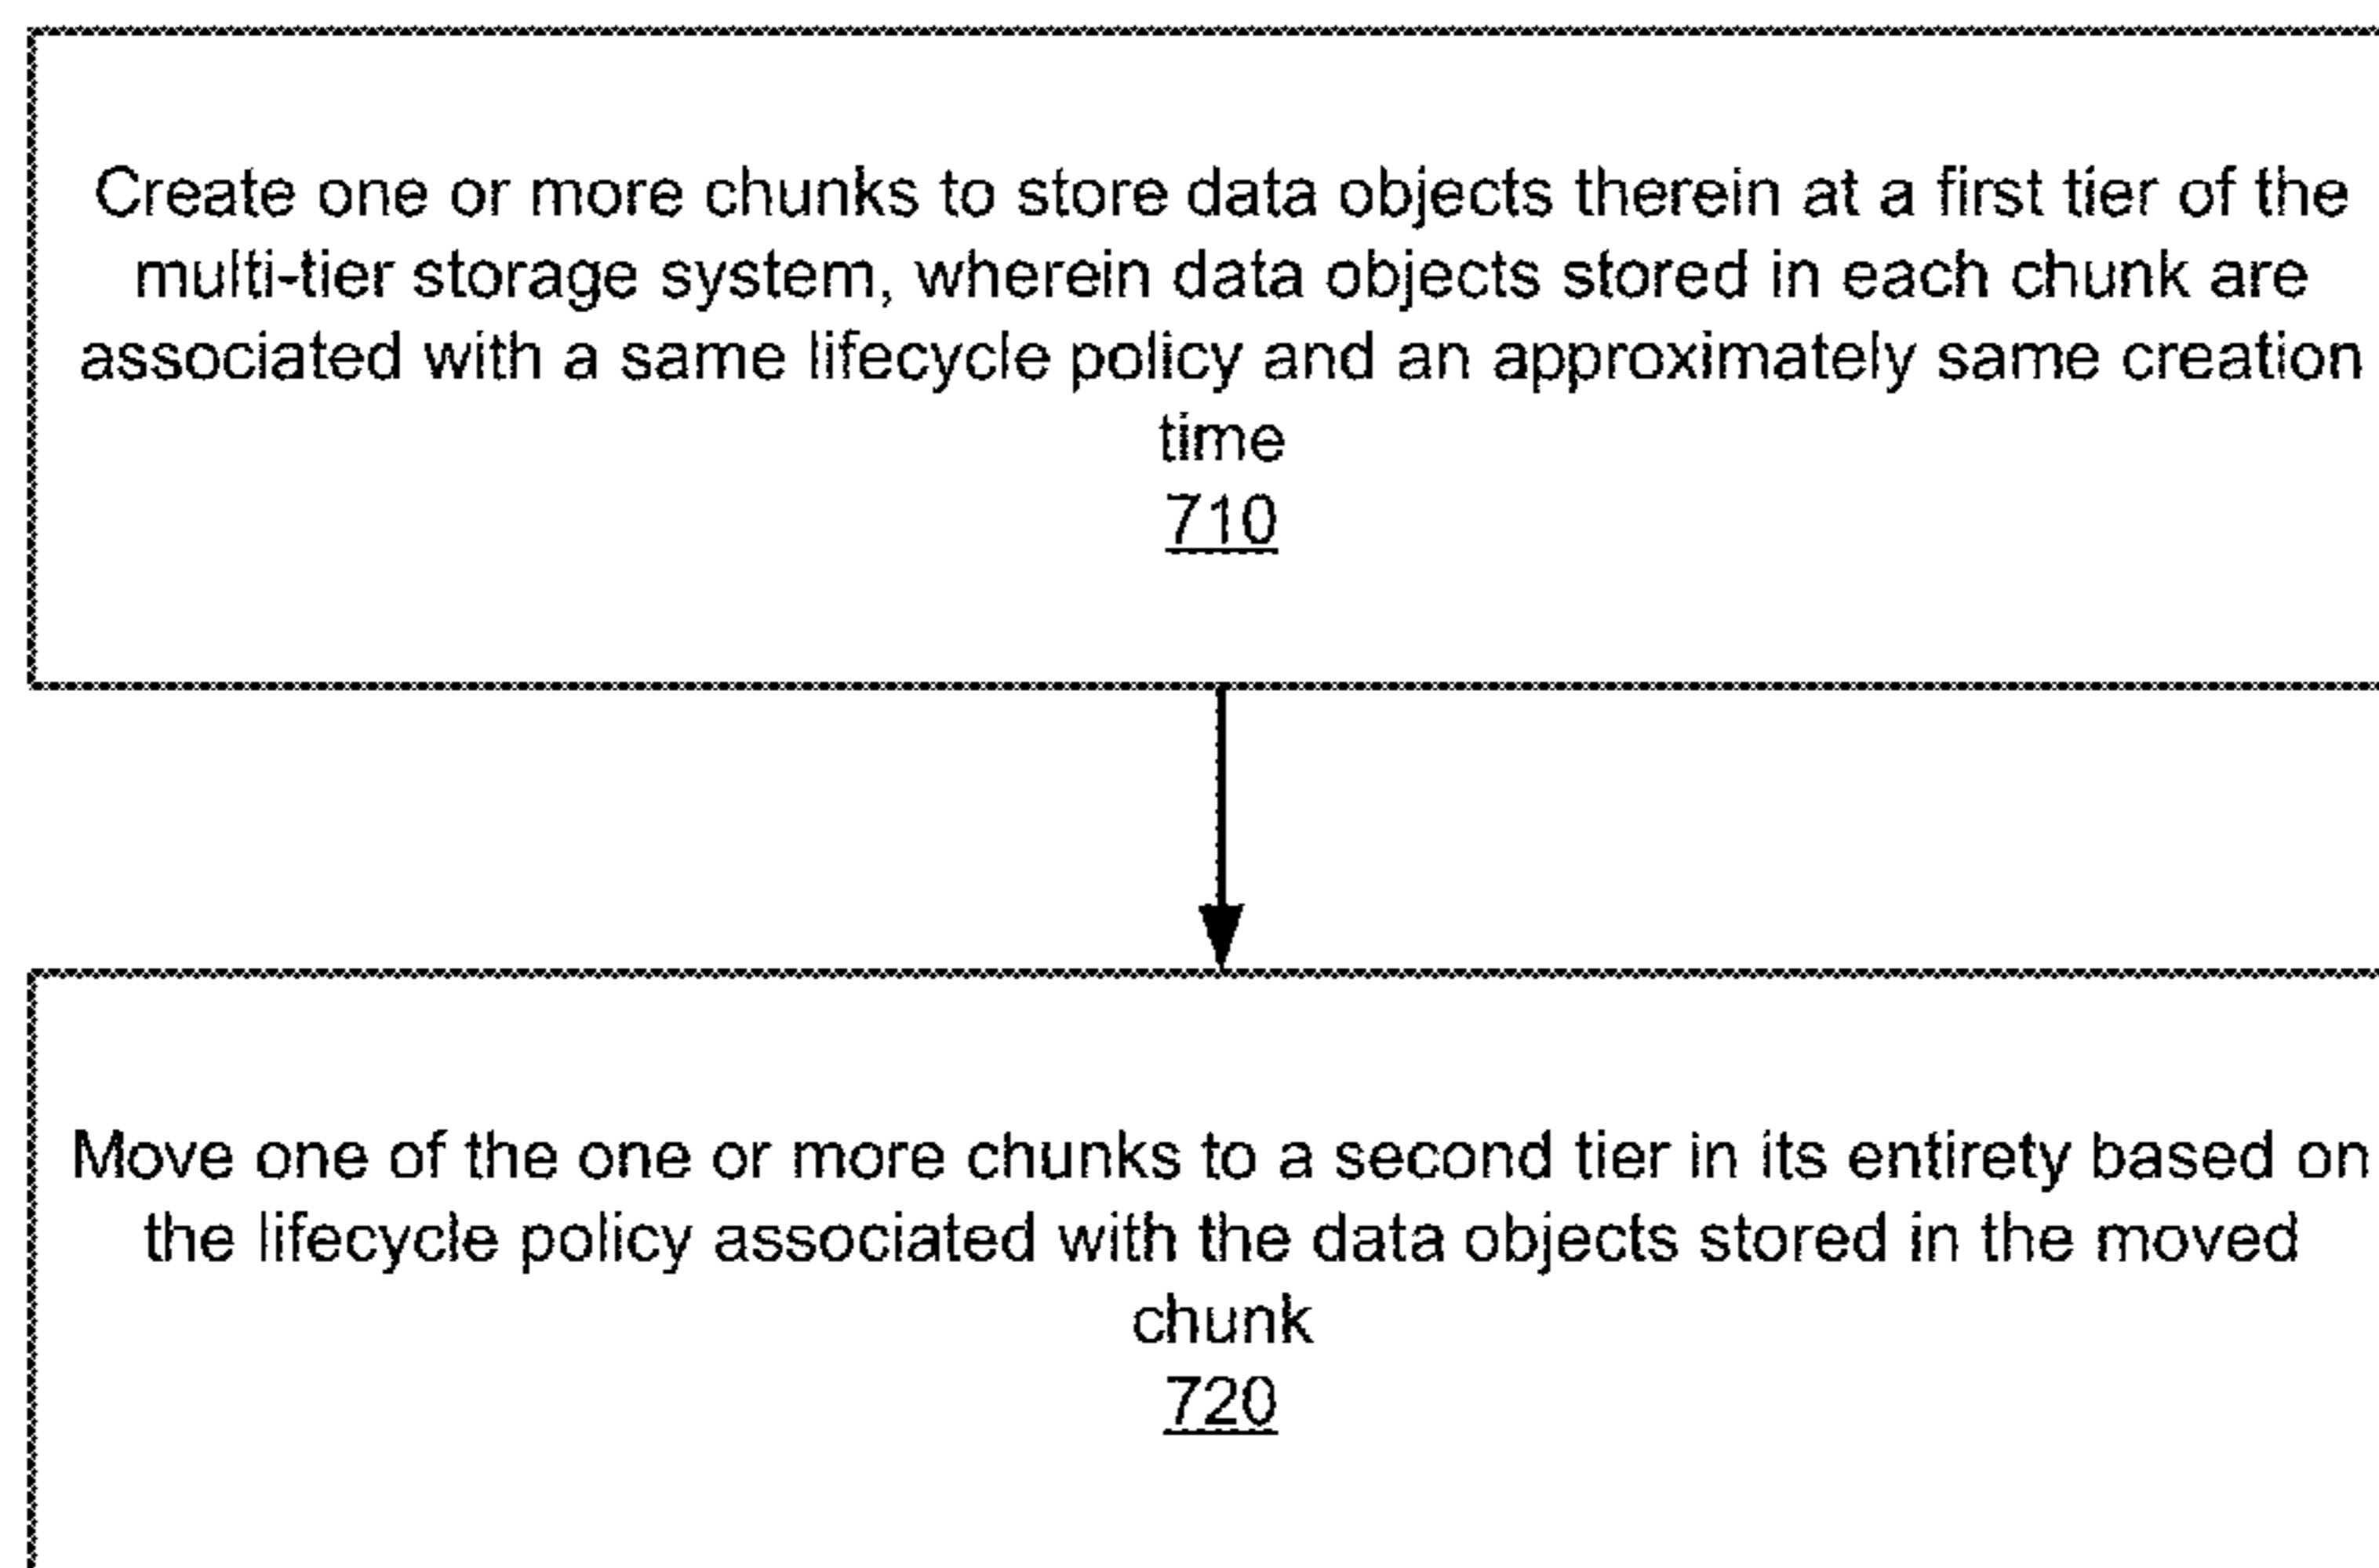 Create one or more chunks to store data objects therein at a first tier of the
multi-tier storage system, wherein data objects stored in each chunk are
associated with a same lifecycle policy and an approximately same creation
time
710
Move one of the one or more chunks to a second tier in its entirety based on
the lifecycle policy associated with the data objects stored in the moved
chunk
720